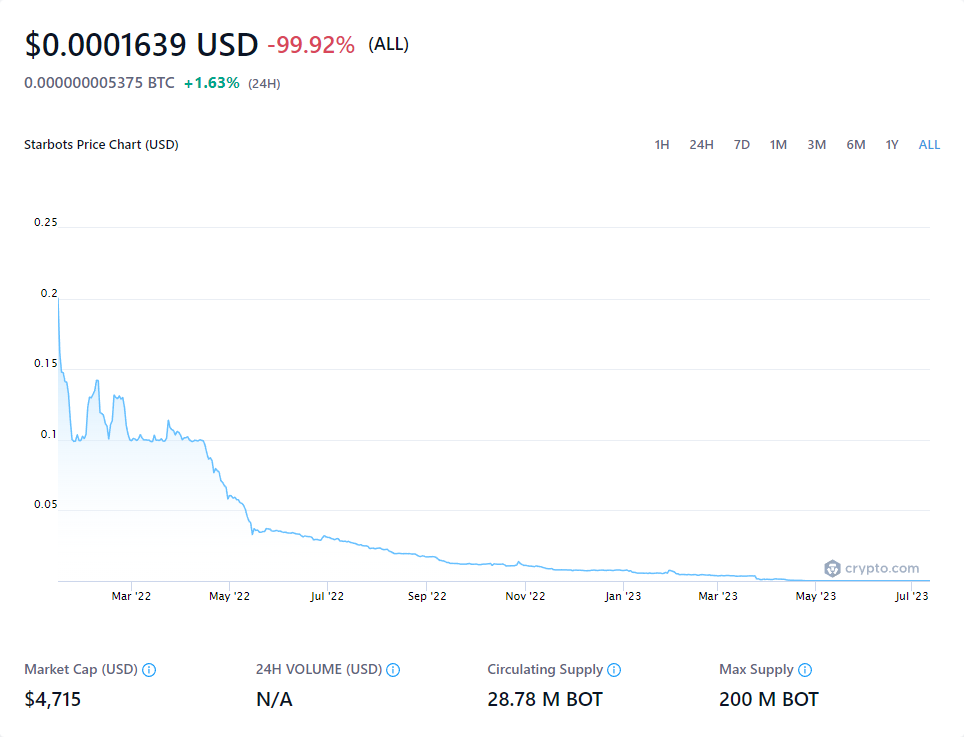 $0.0001639 USD -99.92% (ALL)
0.000000005375 BTC +1.63% (24H)
Starbots Price Chart (USD) 1H 24H 7D 1M 3M 6M 1Y ALL
0.25
0.2
0.15
0.1
0.05
crypto.com
Mar '22 May '22 Jul '22 Sep '22 Nov '22 Jan '23 Mar '23 May '23 Jul '23
Market Cap (USD) 24H VOLUME (USD) Circulating Supply Max Supply
$4,715 N/A 28.78 M BOT 200 M BOT